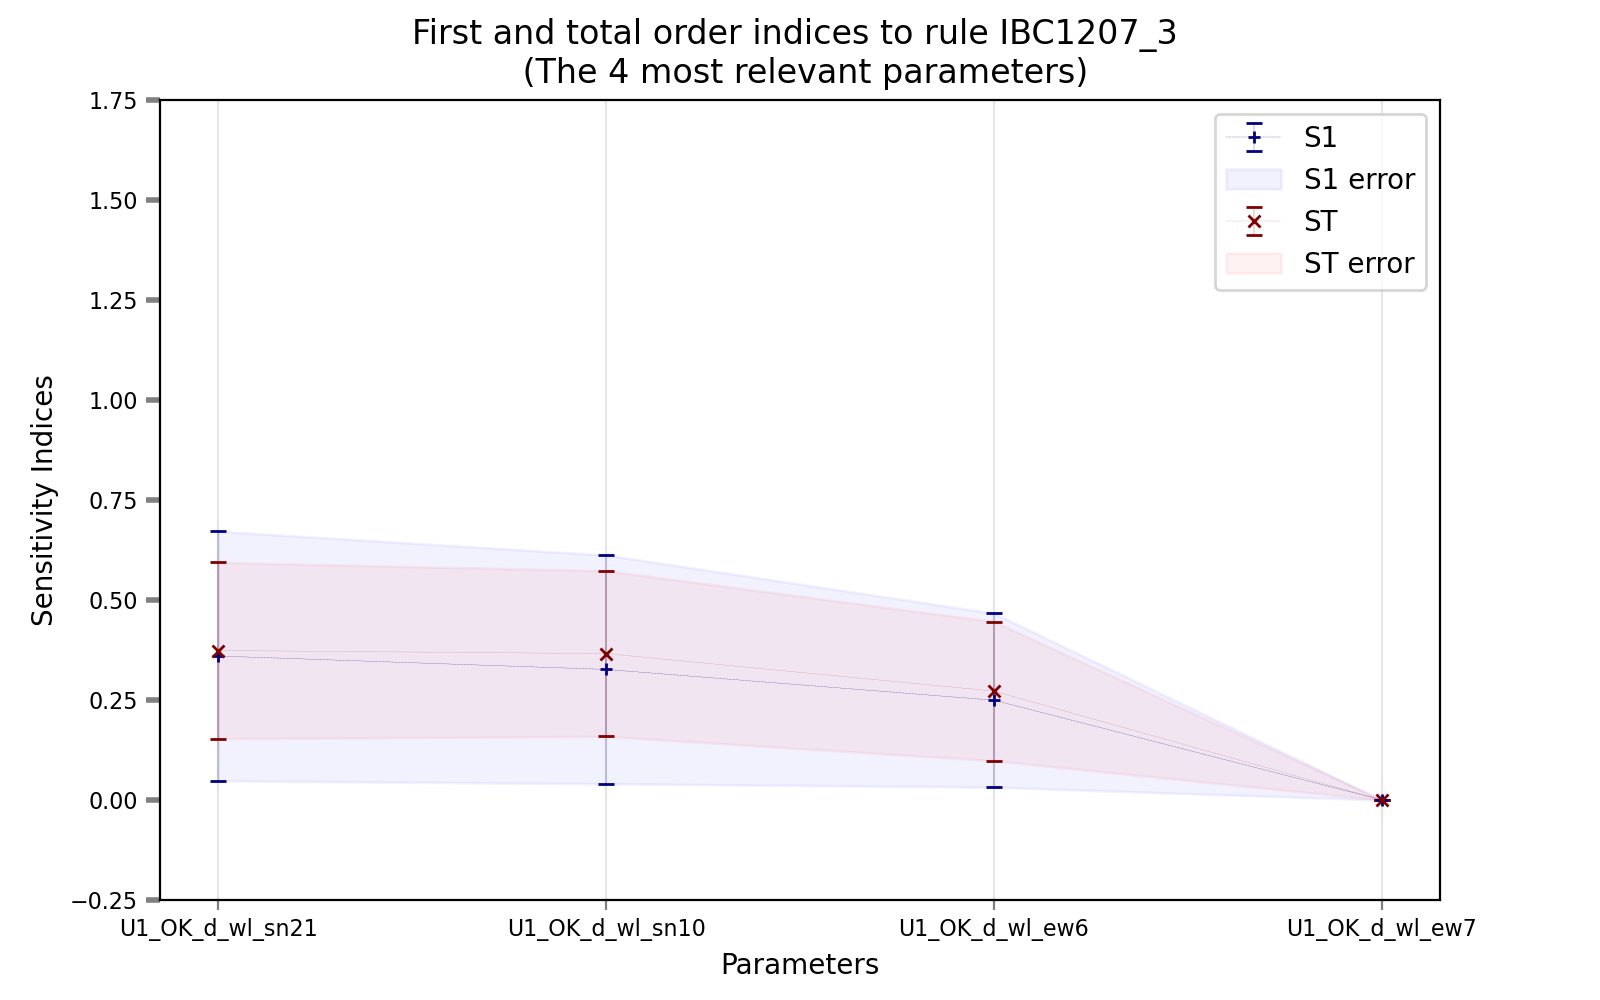 First and total order indices to rule IBC1207_3
(The 4 most relevant parameters)
1.75
1.50
1.25
1.00
0.75
0.50
0.25
0.00
−0.25
Sensitivity Indices
S1
S1 error
ST
ST error
U1_OK_d_wl_sn21
U1_OK_d_wl_sn10
U1_OK_d_wl_ew6
U1_OK_d_wl_ew7
Parameters